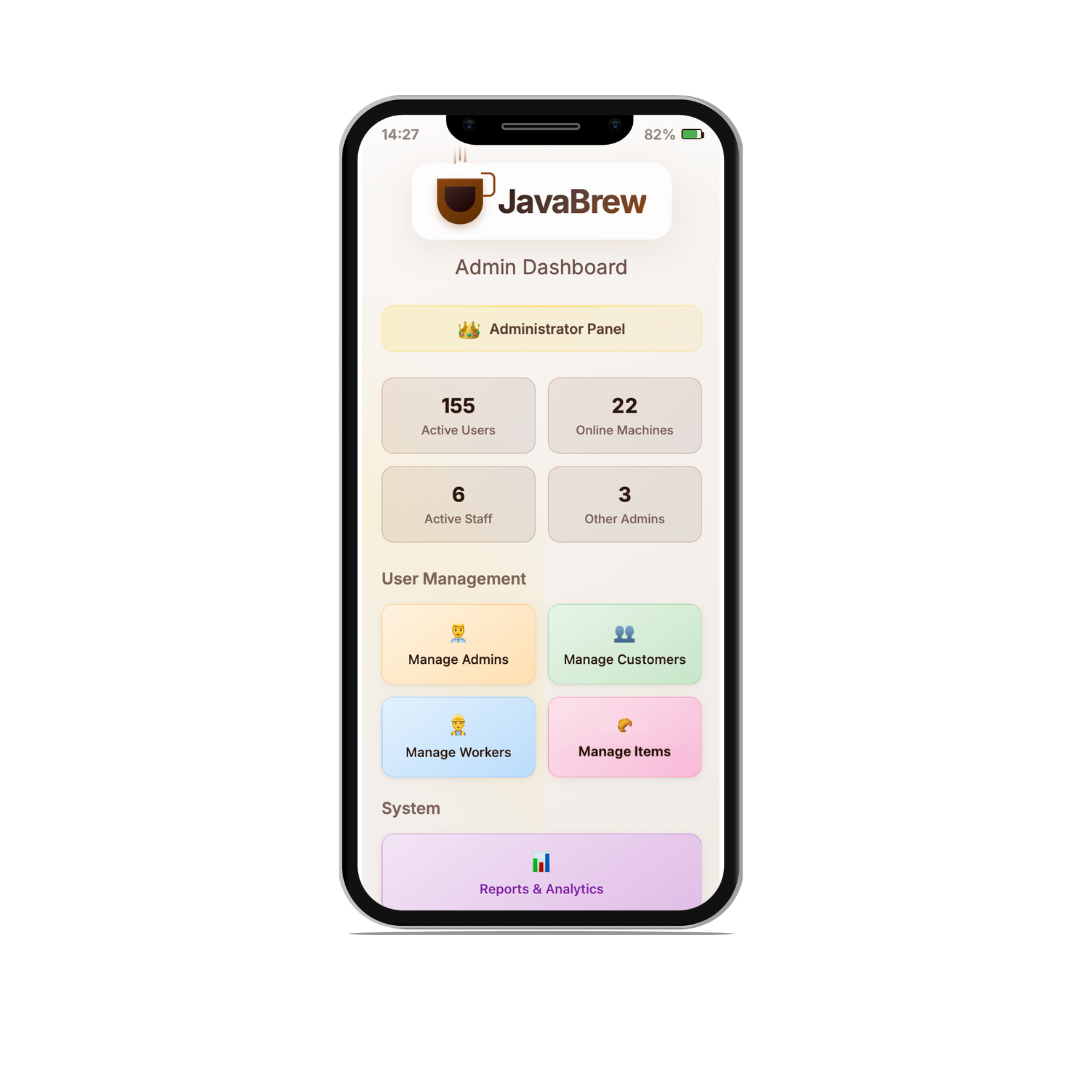 14:27
82%
JavaBrew
Admin Dashboard
Administrator Panel
155
22
Active Users
Online Machines
6
3
Active Staff
Other Admins
User Management
Manage Admins
Manage Customers
Manage Workers
Manage Items
System
Reports & Analytics